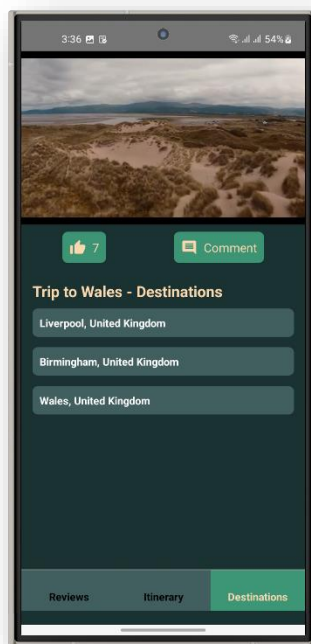 3:36 54%
7 Comment
Trip to Wales - Destinations
Liverpool, United Kingdom
Birmingham, United Kingdom
Wales, United Kingdom
Reviews Itinerary Destinations